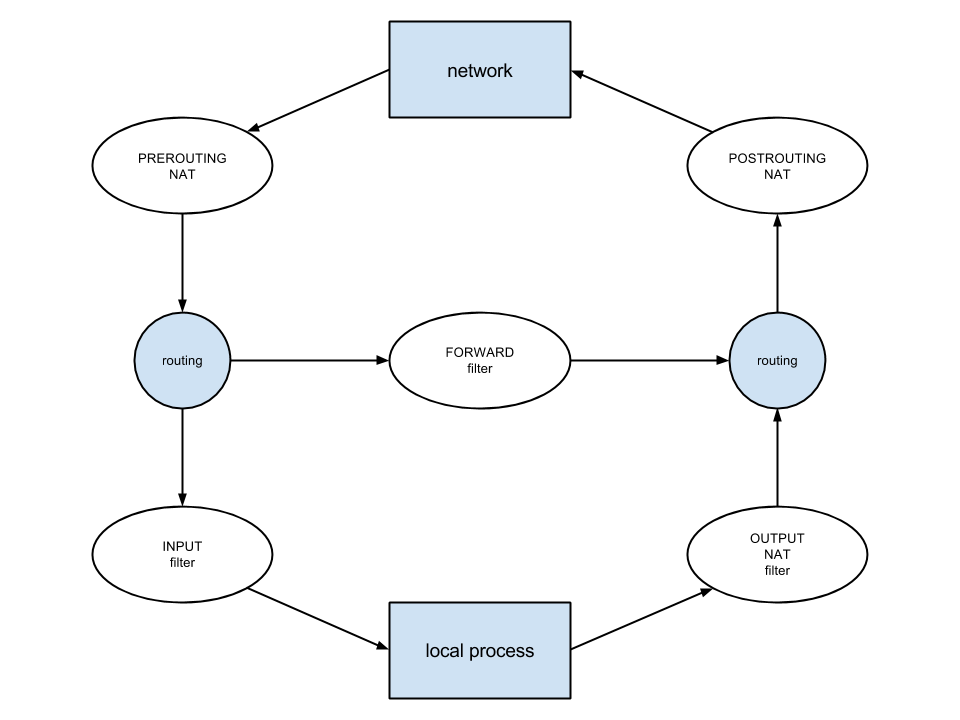 network
PREROUTING
NAT
POSTROUTING
NAT
routing
FORWARD
filter
routing
INPUT
filter
OUTPUT
NAT
filter
local process